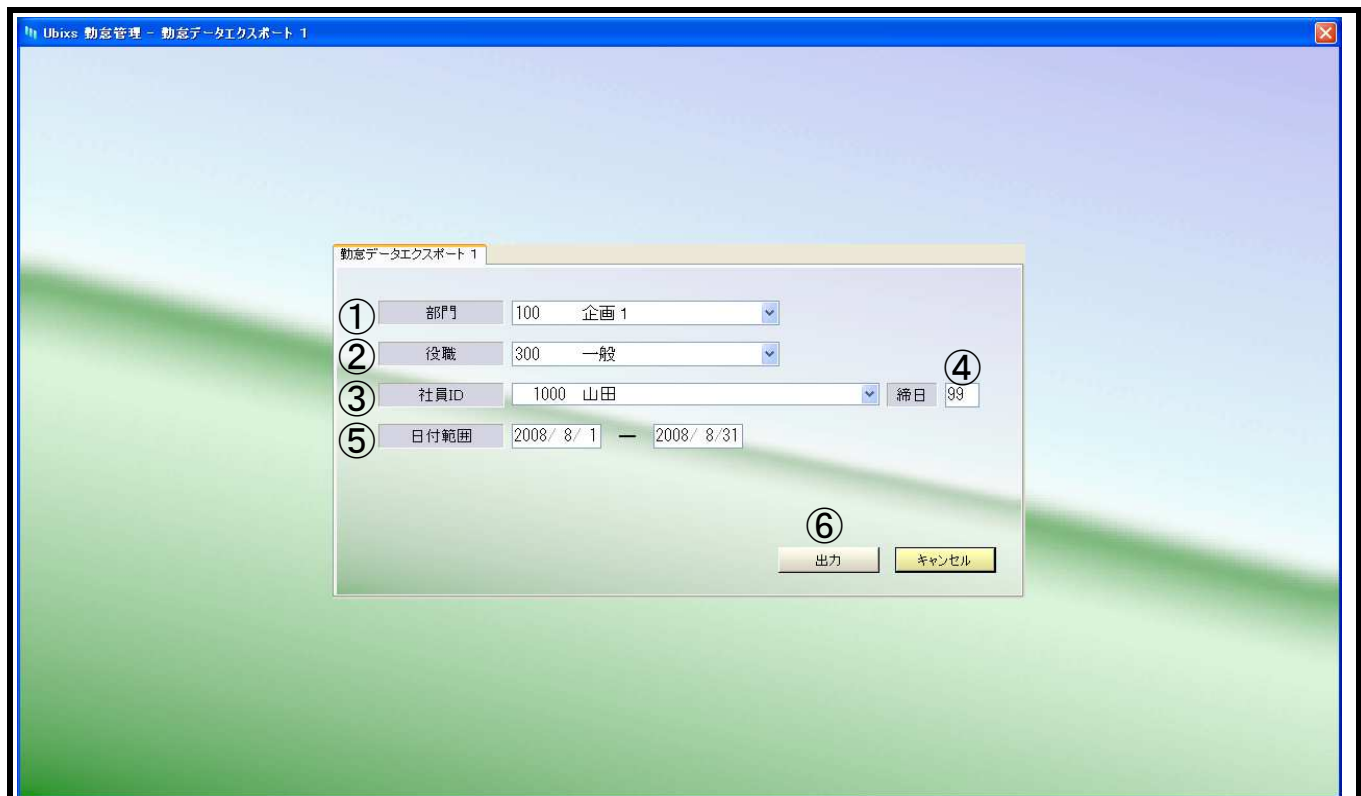 Ubixs 勤怠管理 - 勤怠データエクスポート 1
勤怠データエクスポート 1
① 部門 100 企画 1
② 役職 300 一般
④
③ 社員ID 1000 山田 締日 99
⑤ 日付範囲 2008/ 8/ 1 ― 2008/ 8/31
⑥
出力 キャンセル